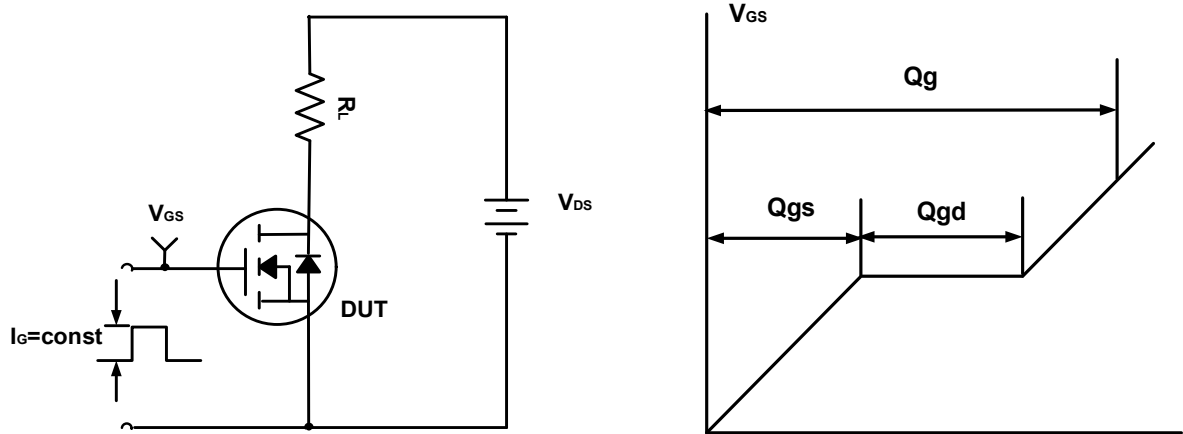 RL
VGS
VDS
DUT
IG=const
VGS
Qg
Qgs
Qgd